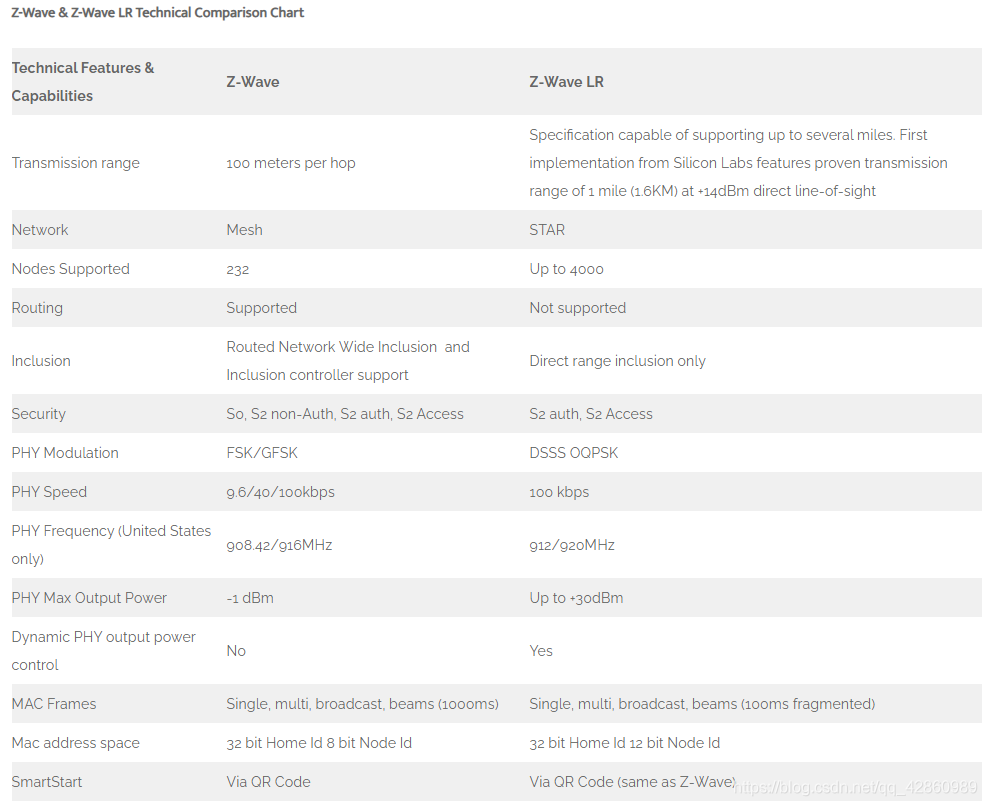 Z-Wave & Z-Wave LR Technical Comparison Chart
Technical Features &
Capabilities
Z-Wave
Z-Wave LR
Transmission range
100 meters per hop
Specification capable of supporting up to several miles. First
implementation from Silicon Labs features proven transmission
range of 1 mile (1.6KM) at +14dBm direct line-of-sight
Network
Mesh
STAR
Nodes Supported
232
Up to 4000
Routing
Supported
Not supported
Inclusion
Routed Network Wide Inclusion and
Inclusion controller support
Direct range inclusion only
Security
S0, S2 non-Auth, S2 auth, S2 Access
S2 auth, S2 Access
PHY Modulation
FSK/GFSK
DSSS OQPSK
PHY Speed
9.6/40/100kbps
100 kbps
PHY Frequency (United States
only)
908.42/916MHz
912/920MHz
PHY Max Output Power
-1 dBm
Up to +30dBm
Dynamic PHY output power
control
No
Yes
MAC Frames
Single, multi, broadcast, beams (1000ms)
Single, multi, broadcast, beams (100ms fragmented)
Mac address space
32 bit Home Id 8 bit Node Id
32 bit Home Id 12 bit Node Id
SmartStart
Via QR Code
Via QR Code (same as Z-Wave)
https://blog.csdn.net/qq_42860989